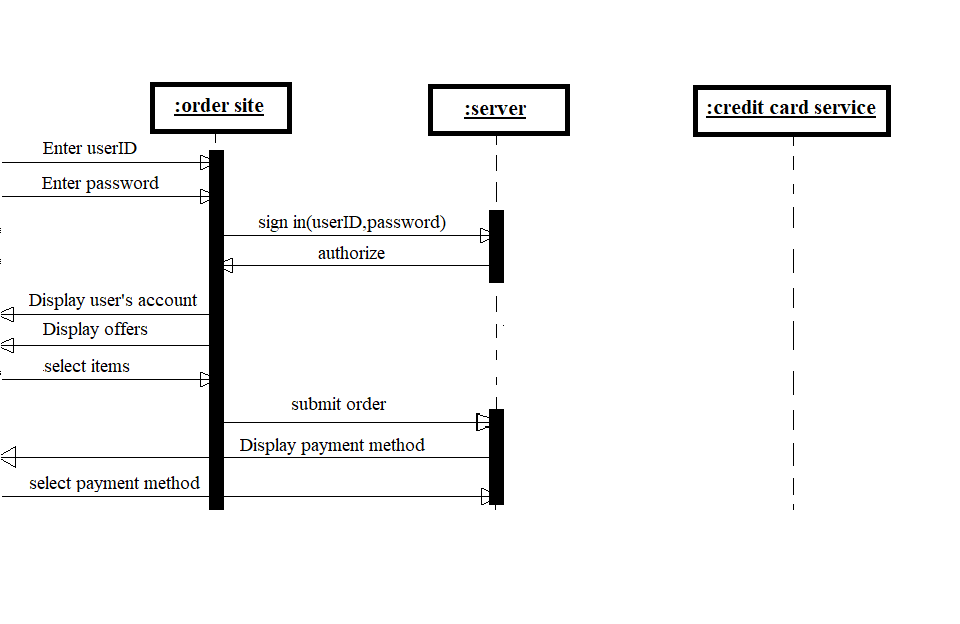 :order site
:server
:credit card service
Enter userID
Enter password
sign in(userID,password)
authorize
Display user's account
Display offers
select items
submit order
Display payment method
select payment method